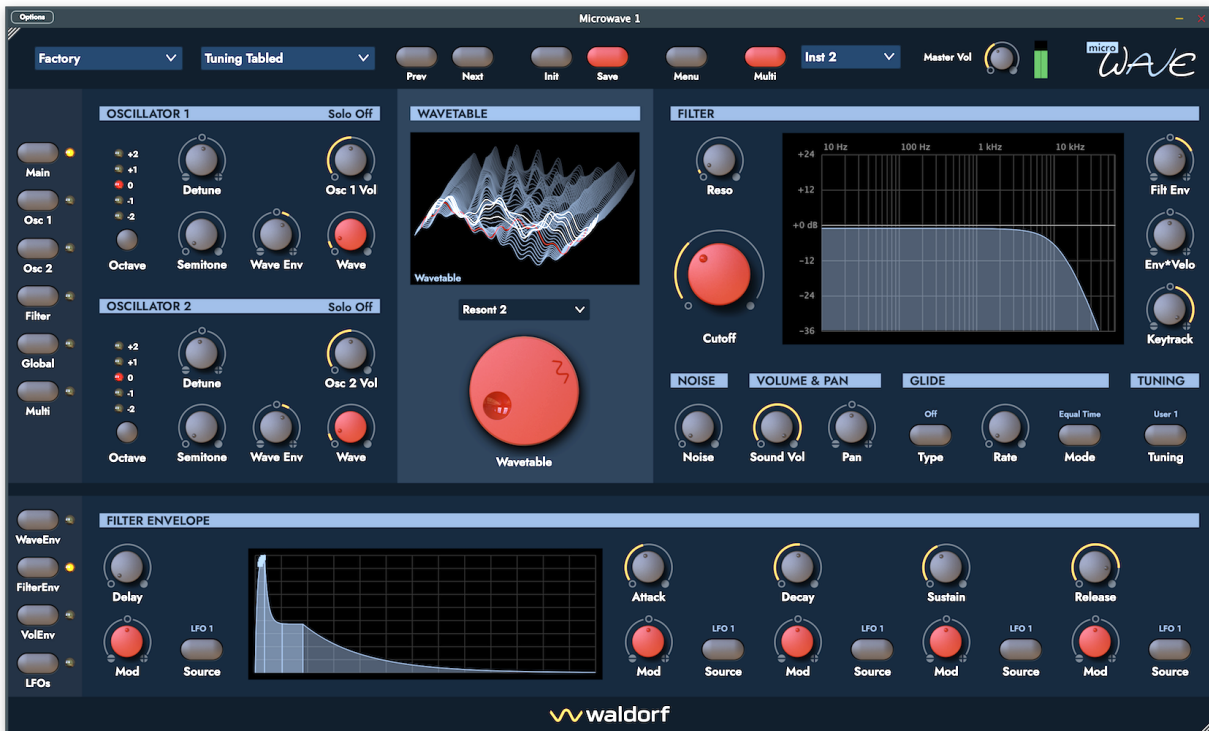 Options
Microwave 1
Factory
Tuning Tabled
Prev
Next
Init
Save
Menu
Multi
Inst 2
Master Vol
micro
WAVE
Main
Osc 1
Osc 2
Filter
Global
Multi
OSCILLATOR 1
Solo Off
+2
+1
0
-1
-2
Octave
Detune
Osc 1 Vol
Semitone
Wave Env
Wave
OSCILLATOR 2
Solo Off
+2
+1
0
-1
-2
Octave
Detune
Osc 2 Vol
Semitone
Wave Env
Wave
WAVETABLE
Wavetable
Resont 2
Wavetable
FILTER
Reso
Cutoff
10 Hz 100 Hz 1 kHz 10 kHz
+24
+12
+0 dB
-12
-24
-36
Filt Env
Env*Velo
Keytrack
NOISE
Noise
VOLUME & PAN
Sound Vol
Pan
GLIDE
Off
Type
Rate
Equal Time
Mode
TUNING
User 1
Tuning
WaveEnv
FilterEnv
VolEnv
LFOs
FILTER ENVELOPE
Delay
Attack
Decay
Sustain
Release
Mod
LFO 1
Source
Mod
LFO 1
Source
Mod
LFO 1
Source
Mod
LFO 1
Source
Mod
LFO 1
Source
waldorf